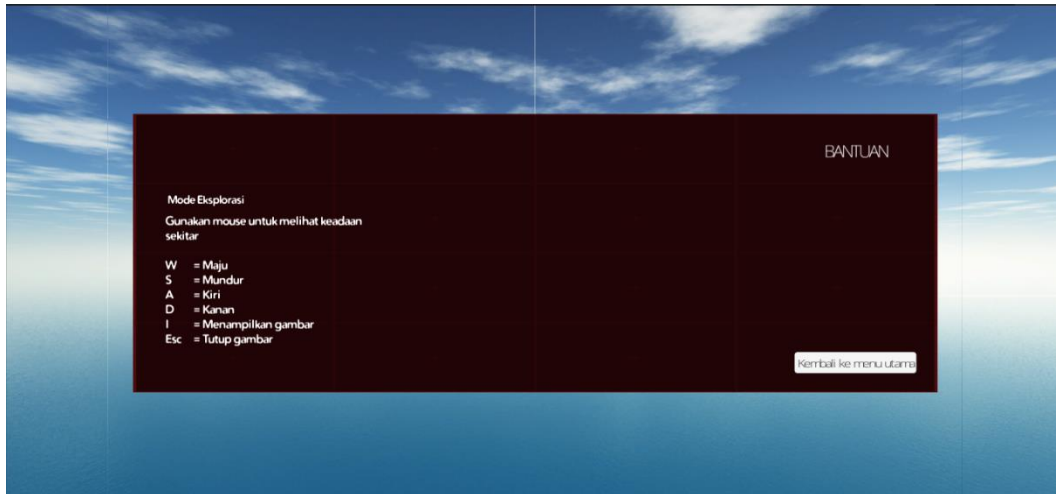 BANTUAN
Mode Eksplorasi
Gunakan mouse untuk melihat keadaan
sekitar
W = Maju
S = Mundur
A = Kiri
D = Kanan
I = Menampilkan gambar
Esc = Tutup gambar
Kembali ke menu utama